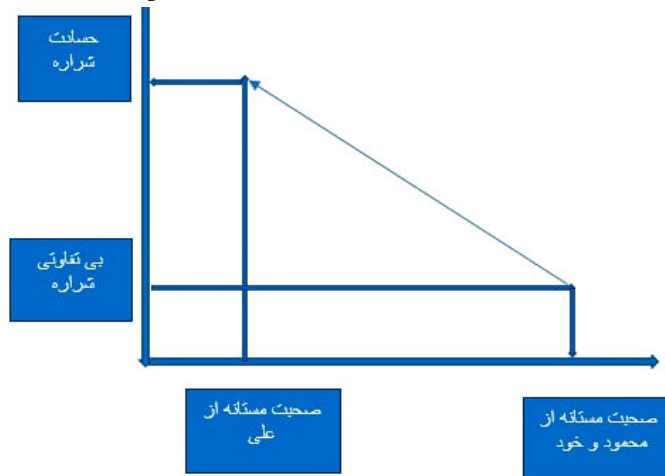 حسادت
شراره
بی تفاوتی
شراره
صحبت مستانه از
علی
صحبت مستانه از
محمود و خود